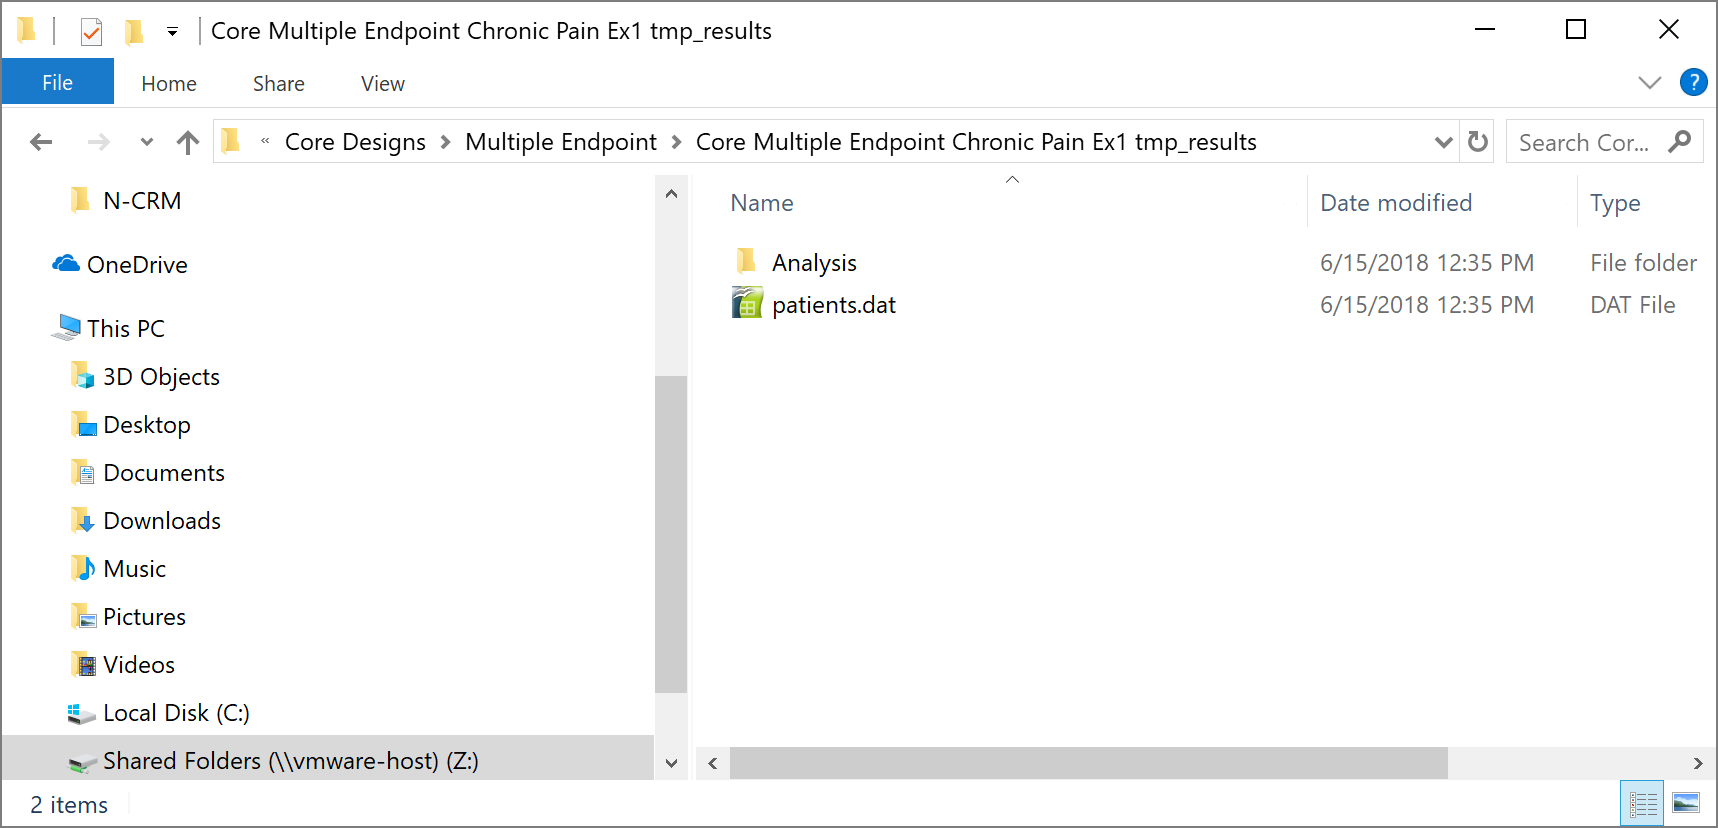 Core Multiple Endpoint Chronic Pain Ex1 tmp_results
File Home Share View ?
« Core Designs > Multiple Endpoint > Core Multiple Endpoint Chronic Pain Ex1 tmp_results Search Cor...
N-CRM
OneDrive
This PC
3D Objects
Desktop
Documents
Downloads
Music
Pictures
Videos
Local Disk (C:)
Shared Folders (\\vmware-host) (Z:)
Name Date modified Type
Analysis 6/15/2018 12:35 PM File folder
patients.dat 6/15/2018 12:35 PM DAT File
2 items